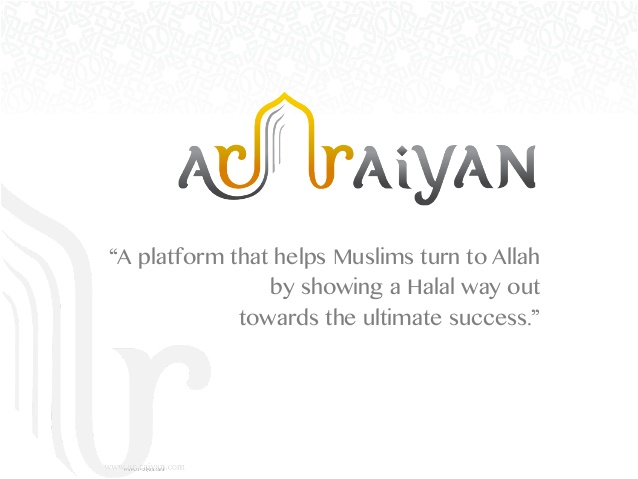 ArrAiYAN
“A platform that helps Muslims turn to Allah
by showing a Halal way out
towards the ultimate success.”